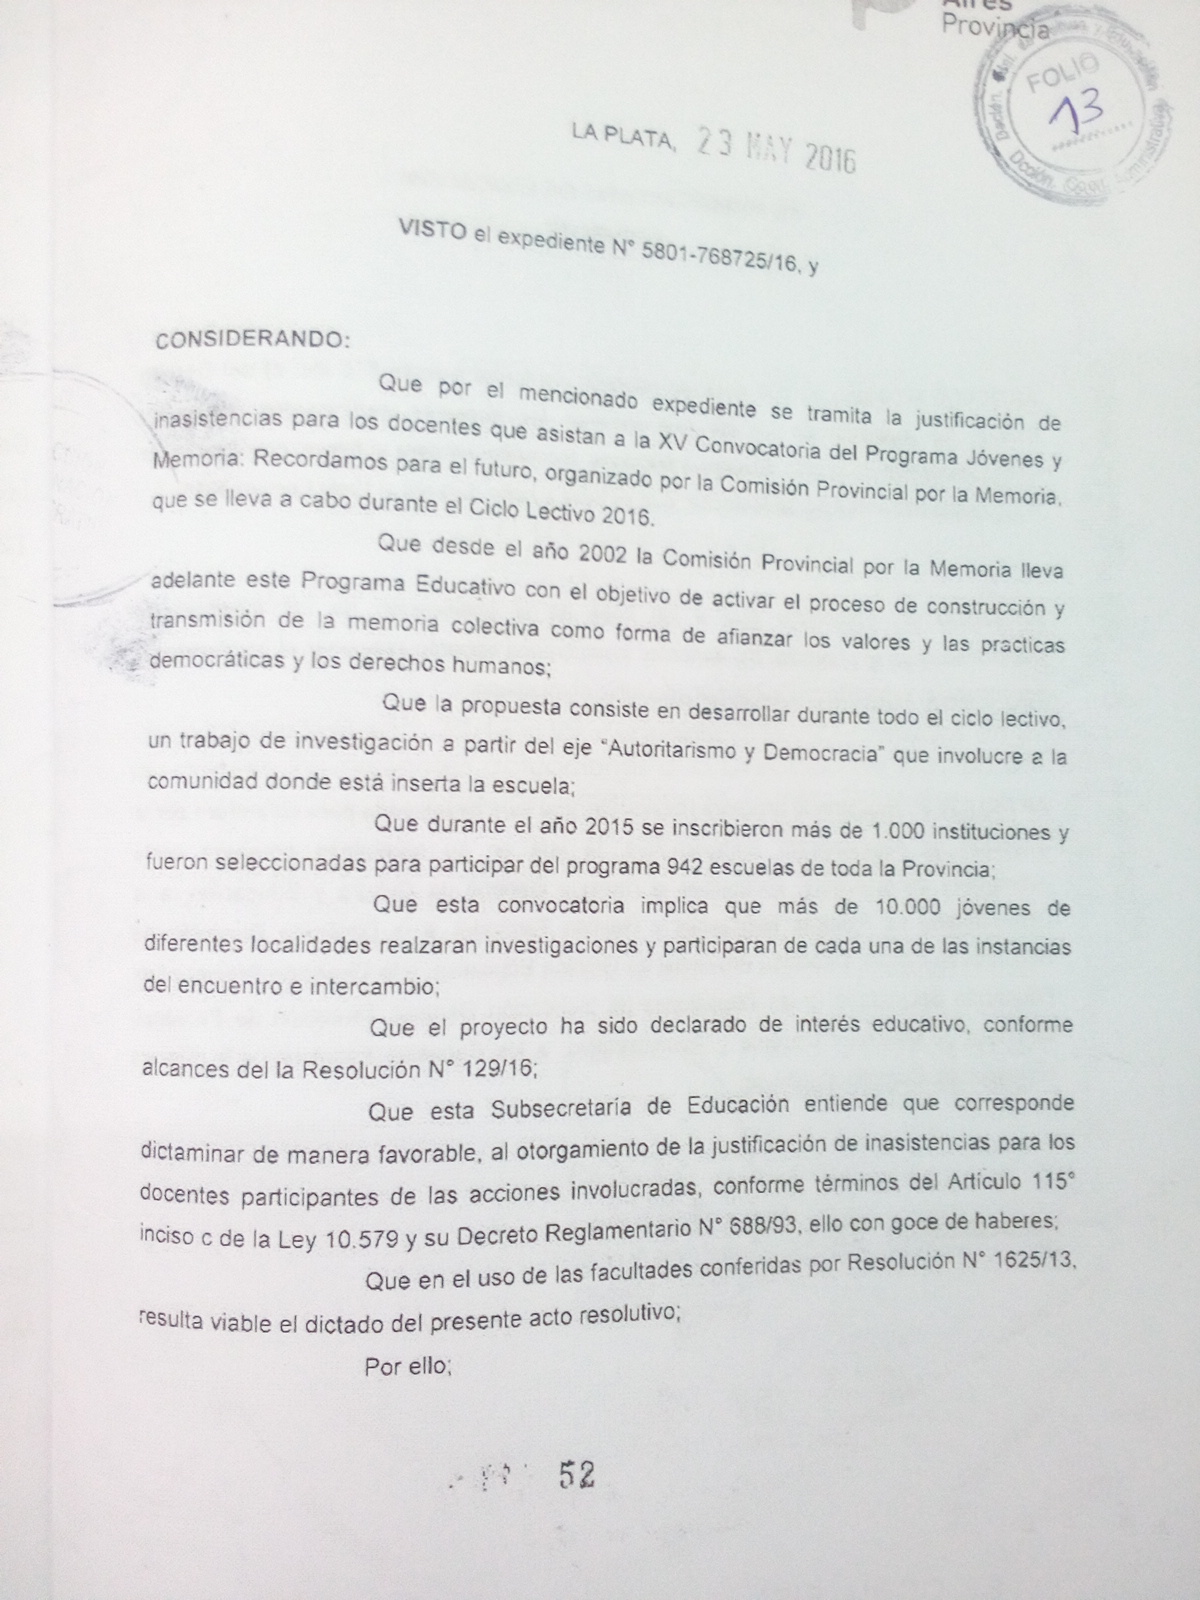 Aires
Provincia
FOLIO
13
LA PLATA, 23 MAY 2016
VISTO el expediente N° 5801-768725/16, y
CONSIDERANDO:
Que por el mencionado expediente se tramita la justificación de
inasistencias para los docentes que asistan a la XV Convocatoria del Programa Jóvenes y
Memoria: Recordamos para el futuro, organizado por la Comisión Provincial por la Memoria,
que se lleva a cabo durante el Ciclo Lectivo 2016.
Que desde el año 2002 la Comisión Provincial por la Memoria lleva
adelante este Programa Educativo con el objetivo de activar el proceso de construcción y
transmisión de la memoria colectiva como forma de afianzar los valores y las practicas
democráticas y los derechos humanos;
Que la propuesta consiste en desarrollar durante todo el ciclo lectivo,
un trabajo de investigación a partir del eje “Autoritarismo y Democracia” que involucre a la
comunidad donde está inserta la escuela;
Que durante el año 2015 se inscribieron más de 1.000 instituciones y
fueron seleccionadas para participar del programa 942 escuelas de toda la Provincia;
Que esta convocatoria implica que más de 10.000 jóvenes de
diferentes localidades realzaran investigaciones y participaran de cada una de las instancias
del encuentro e intercambio;
Que el proyecto ha sido declarado de interés educativo, conforme
alcances del la Resolución N° 129/16;
Que esta Subsecretaría de Educación entiende que corresponde
dictaminar de manera favorable, al otorgamiento de la justificación de inasistencias para los
docentes participantes de las acciones involucradas, conforme términos del Artículo 115°
inciso c de la Ley 10.579 y su Decreto Reglamentario N° 688/93, ello con goce de haberes;
Que en el uso de las facultades conferidas por Resolución N° 1625/13,
resulta viable el dictado del presente acto resolutivo;
Por ello;
52